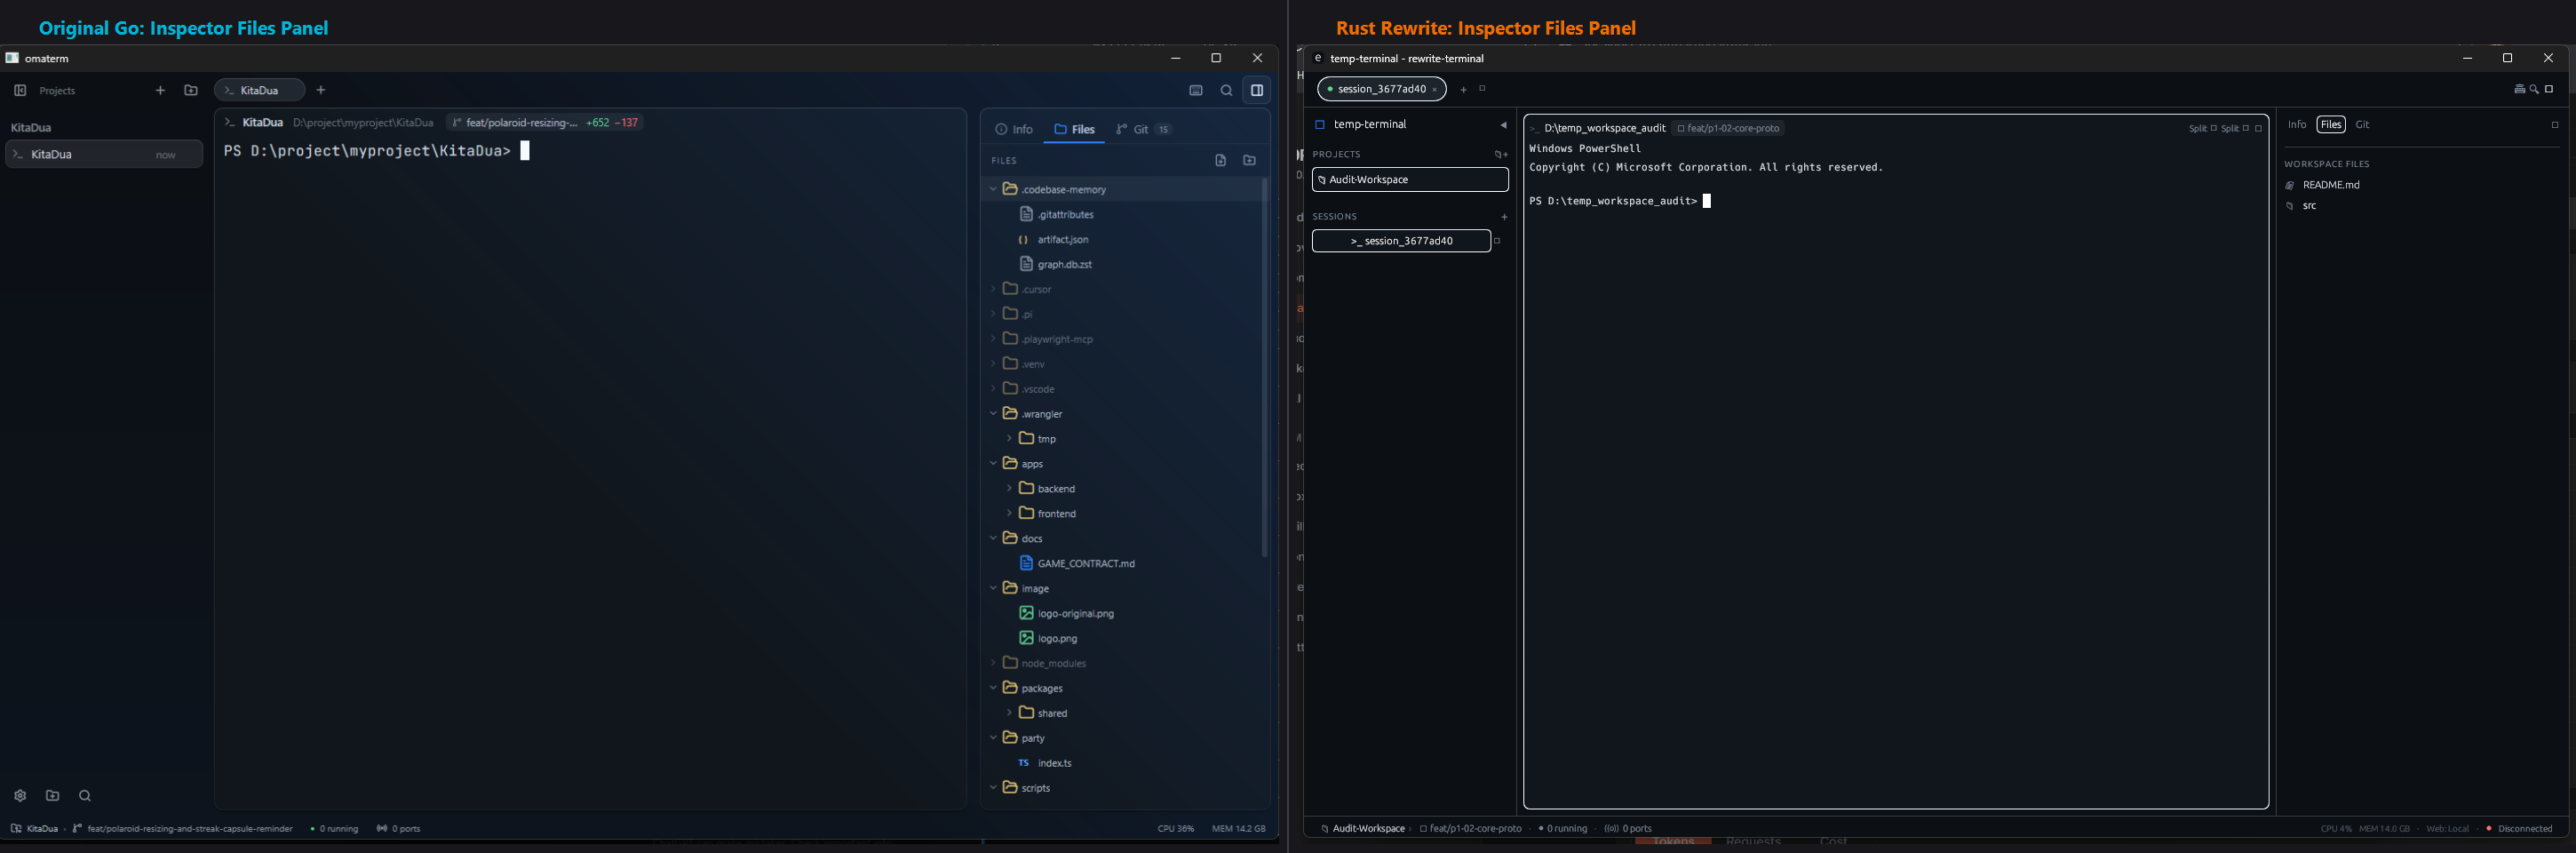 Original Go: Inspector Files Panel
omaterm
Projects
>_ KitaDua
KitaDua
>_ KitaDua now
>_ KitaDua D:\project\myproject\KitaDua feat/polaroid-resizing-... +652 −137
PS D:\project\myproject\KitaDua>
Info Files Git 15
FILES
.codebase-memory
.gitattributes
artifact.json
graph.db.zst
.cursor
.pi
.playwright-mcp
.venv
.vscode
.wrangler
tmp
apps
backend
frontend
docs
GAME_CONTRACT.md
image
logo-original.png
logo.png
node_modules
packages
shared
party
TS index.ts
scripts
KitaDua feat/polaroid-resizing-and-streak-capsule-reminder 0 running 0 ports
CPU 36% MEM 14.2 GB
Rust Rewrite: Inspector Files Panel
e temp-terminal - rewrite-terminal
session_3677ad40 × +
temp-terminal
PROJECTS
Audit-Workspace
SESSIONS +
>_ session_3677ad40
>_ D:\temp_workspace_audit feat/p1-02-core-proto Split Split
Windows PowerShell
Copyright (C) Microsoft Corporation. All rights reserved.
PS D:\temp_workspace_audit>
Info Files Git
WORKSPACE FILES
README.md
src
Audit-Workspace › feat/p1-02-core-proto · 0 running · 0 ports
CPU 4% MEM 14.0 GB · Web: Local · Disconnected
Tokens Requests Cost